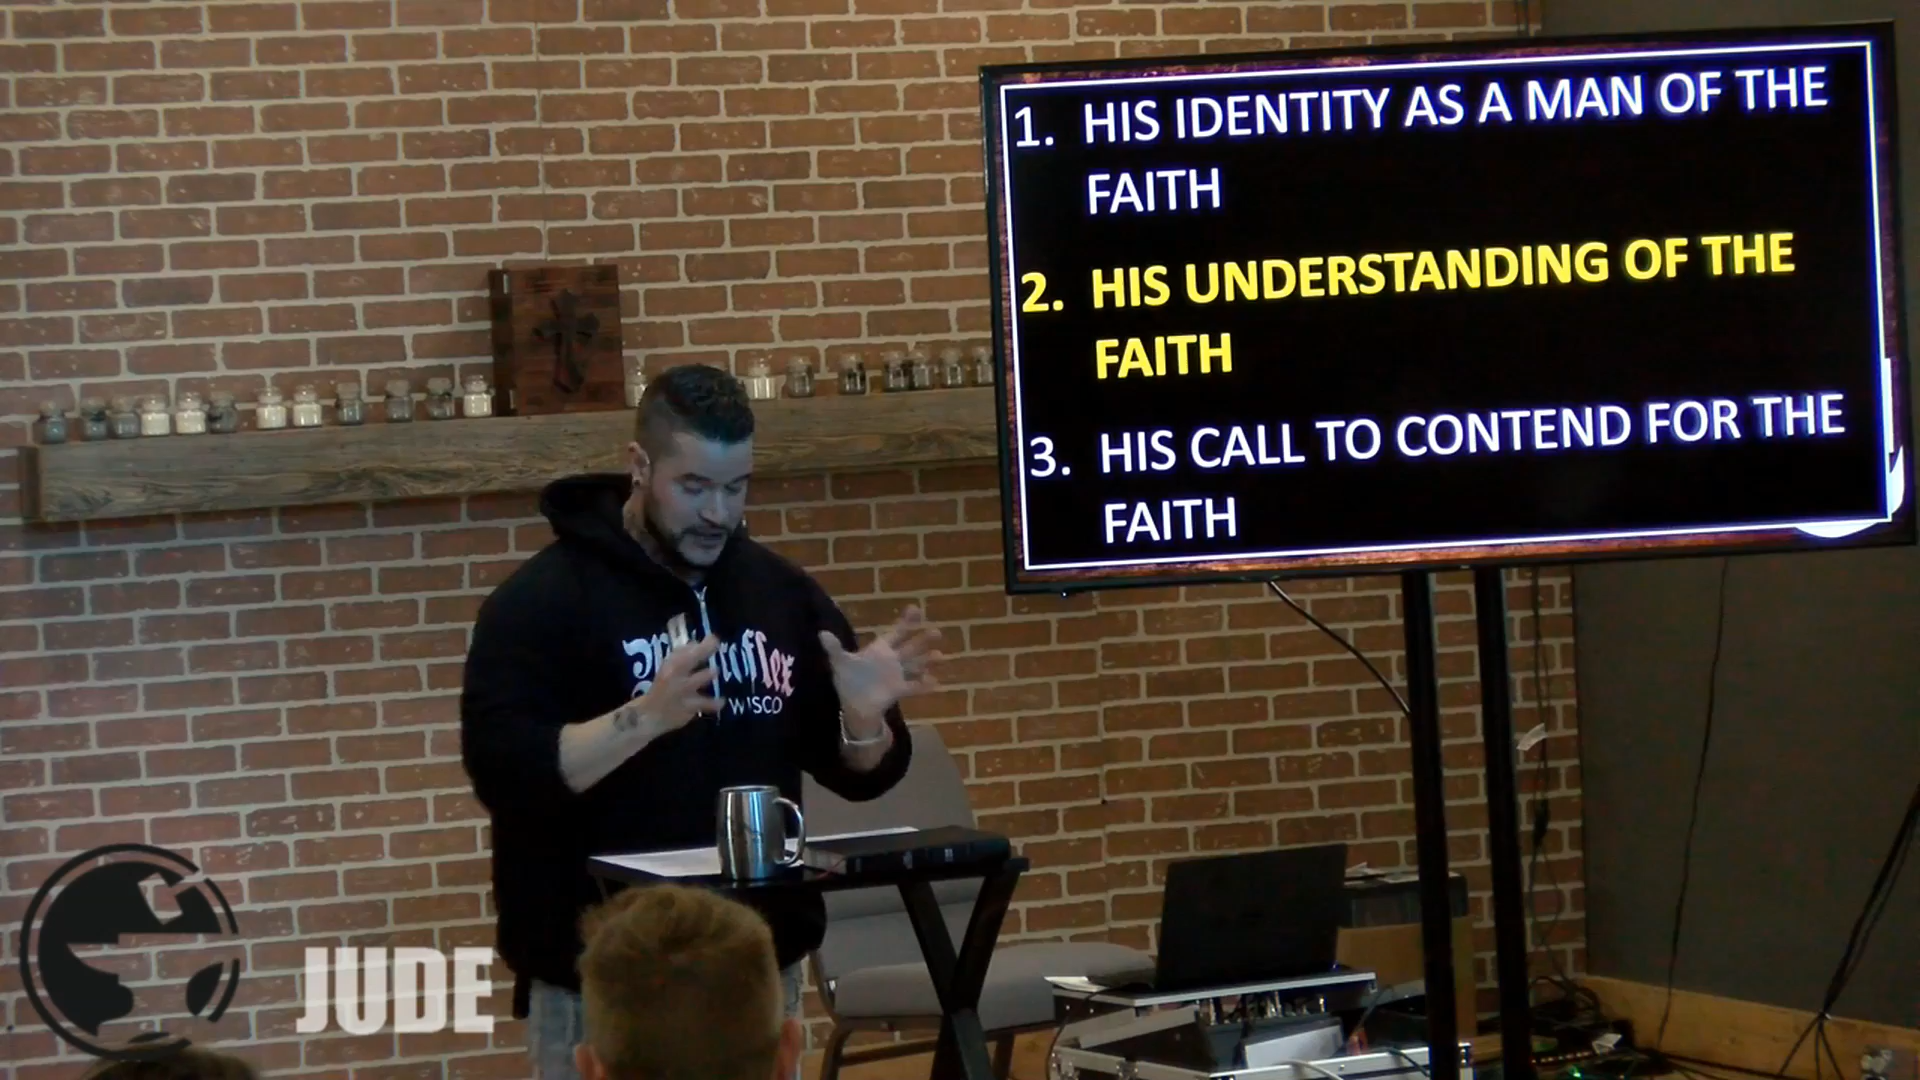 1. HIS IDENTITY AS A MAN OF THE
FAITH
2. HIS UNDERSTANDING OF THE
FAITH
3. HIS CALL TO CONTEND FOR THE
FAITH
WISCO
JUDE